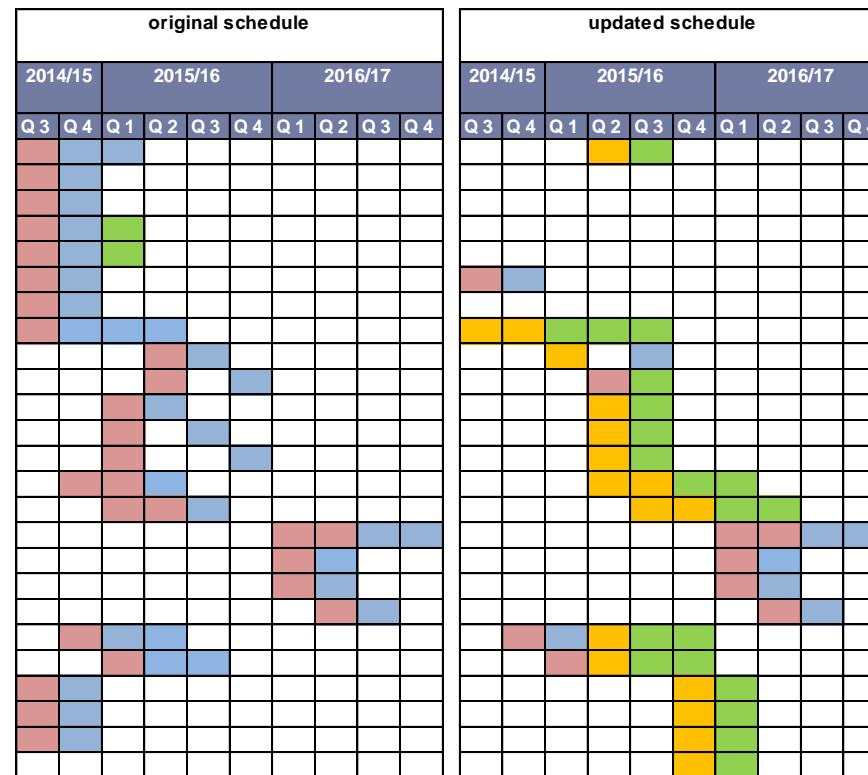 original schedule updated schedule
2014/15 2015/16 2016/17 2014/15 2015/16 2016/17
Q 3 Q 4 Q 1 Q 2 Q 3 Q 4 Q 1 Q 2 Q 3 Q 4 Q 3 Q 4 Q 1 Q 2 Q 3 Q 4 Q 1 Q 2 Q 3 Q 4